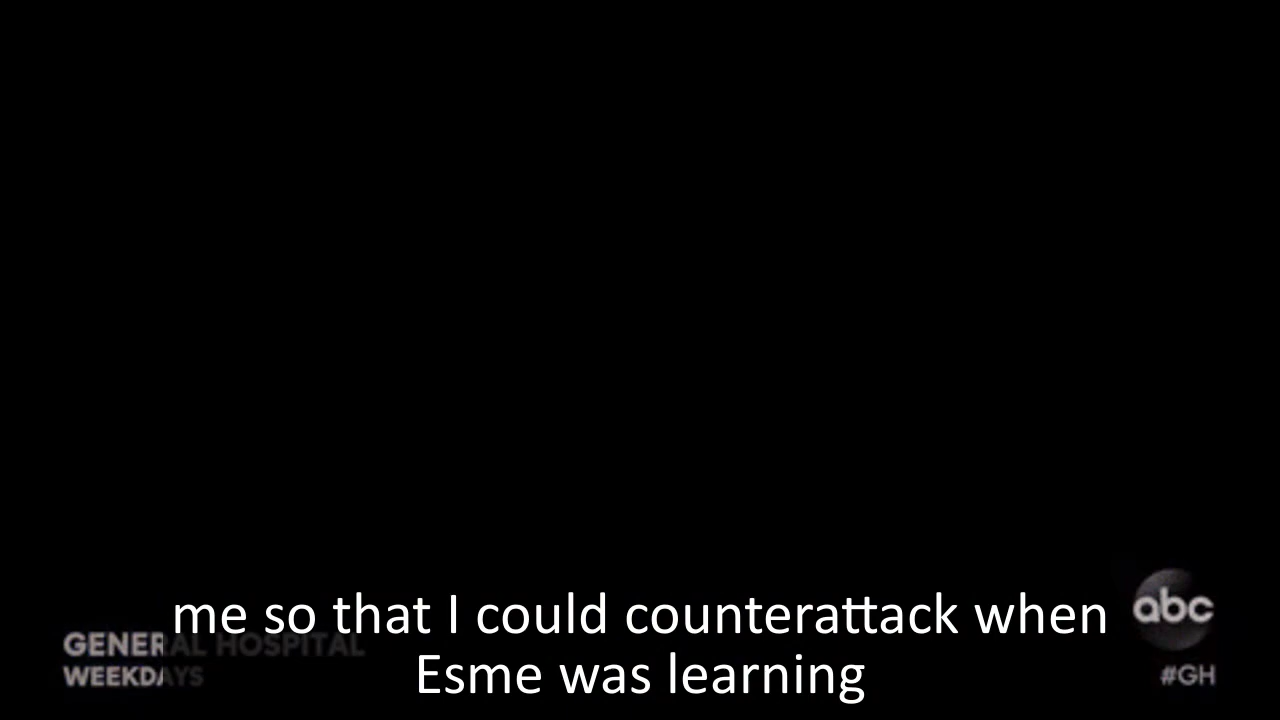 me so that I could counterattack when
Esme was learning
GENERAL HOSPITAL
WEEKDAYS
abc
#GH